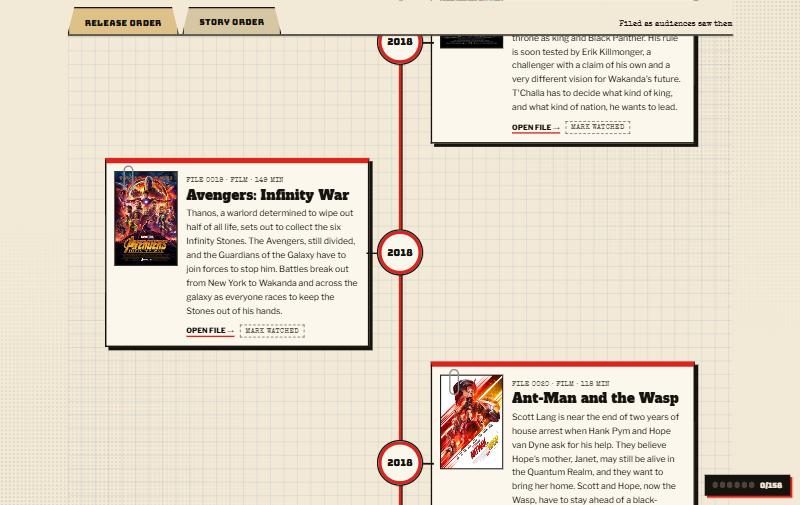 RELEASE ORDER
STORY ORDER
Filed as audiences saw them
2018
throne as king and Black Panther. His rule
is soon tested by Erik Killmonger, a
challenger with a claim of his own and a
very different vision for Wakanda's future.
T'Challa has to decide what kind of king,
and what kind of nation, he wants to lead.
OPEN FILE →
MARK WATCHED
FILE 0019 · FILM · 149 MIN
Avengers: Infinity War
Thanos, a warlord determined to wipe out
half of all life, sets out to collect the six
Infinity Stones. The Avengers, still divided,
and the Guardians of the Galaxy have to
join forces to stop him. Battles break out
from New York to Wakanda and across the
galaxy as everyone races to keep the
Stones out of his hands.
OPEN FILE →
MARK WATCHED
AVENGERS
2018
FILE 0020 · FILM · 118 MIN
Ant-Man and the Wasp
Scott Lang is near the end of two years of
house arrest when Hank Pym and Hope
van Dyne ask for his help. They believe
Hope's mother, Janet, may still be alive in
the Quantum Realm, and they want to
bring her home. Scott and Hope, now the
Wasp, have to stay ahead of a black-
2018
0/158